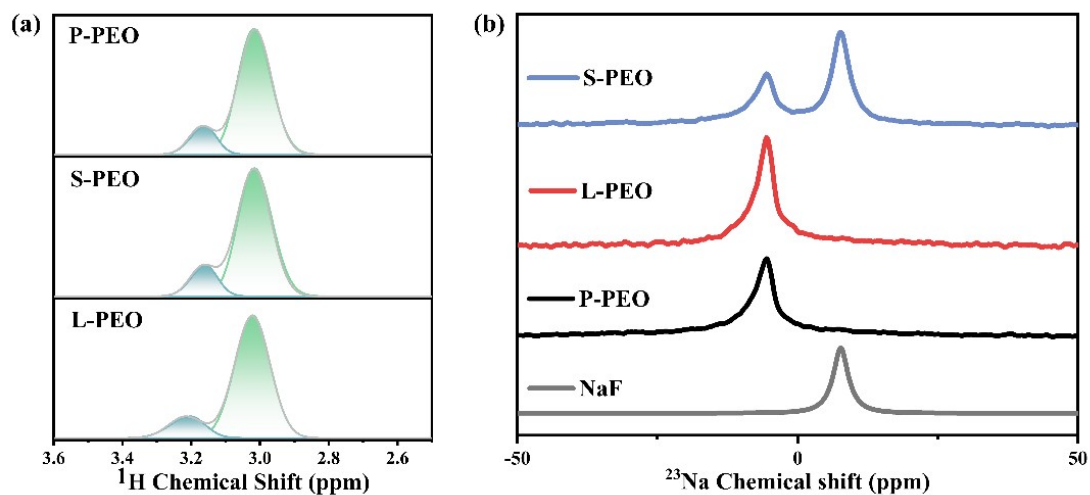 (a)
P-PEO
S-PEO
L-PEO
3.6 3.4 3.2 3.0 2.8 2.6
¹H Chemical Shift (ppm)
(b)
S-PEO
L-PEO
P-PEO
NaF
-50 0 50
²³Na Chemical shift (ppm)